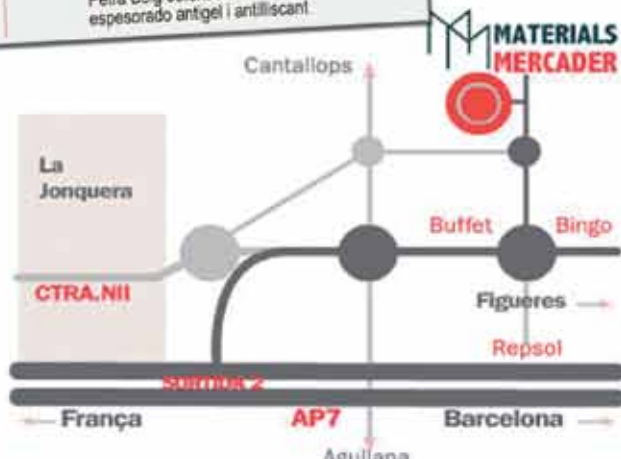 espesorado antigel i antilliscant
MATERIALS
MERCADER
Cantallops
La
Jonquera
Buffet
Bingo
CTRA.NII
Figueres
Repsol
SORTIDA 2
França
AP7
Barcelona
Agullana